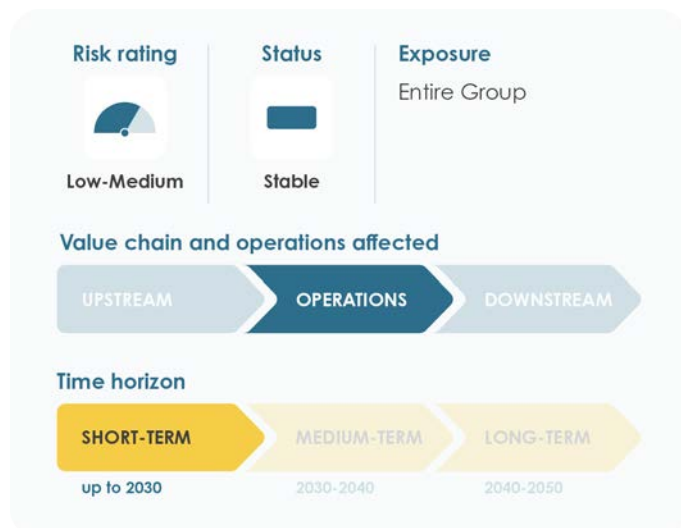 Risk rating
Status
Exposure
Entire Group
Low-Medium
Stable
Value chain and operations affected
UPSTREAM
OPERATIONS
DOWNSTREAM
Time horizon
SHORT-TERM
MEDIUM-TERM
LONG-TERM
up to 2030
2030-2040
2040-2050